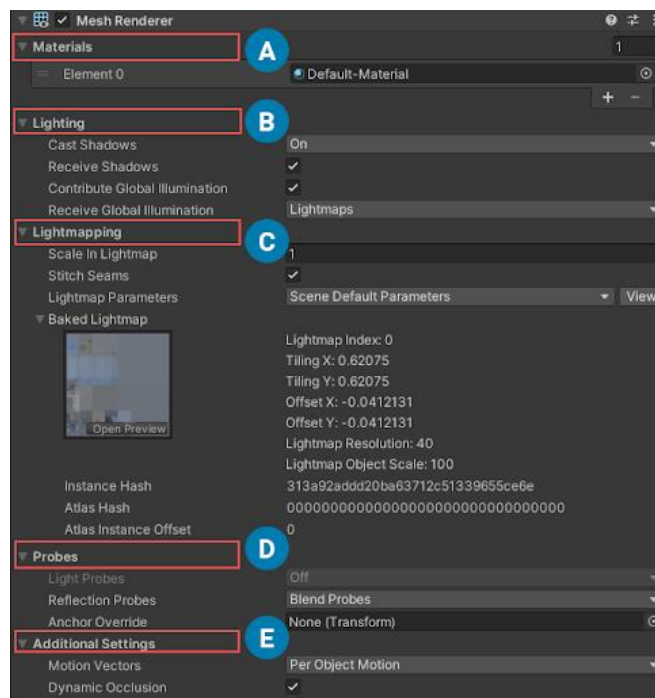 Mesh Renderer
Materials A 1
Element 0 Default-Material
+ -
Lighting B
Cast Shadows On
Receive Shadows
Contribute Global Illumination
Receive Global Illumination Lightmaps
Lightmapping C
Scale In Lightmap 1
Stitch Seams
Lightmap Parameters Scene Default Parameters View
Baked Lightmap
Lightmap Index: 0
Tiling X: 0.62075
Tiling Y: 0.62075
Offset X: -0.0412131
Offset Y: -0.0412131
Open Preview
Lightmap Resolution: 40
Lightmap Object Scale: 100
Instance Hash 313a92addd20ba63712c51339655ce6e
Atlas Hash 00000000000000000000000000000000
Atlas Instance Offset 0
Probes D
Light Probes Off
Reflection Probes Blend Probes
Anchor Override None (Transform)
Additional Settings E
Motion Vectors Per Object Motion
Dynamic Occlusion